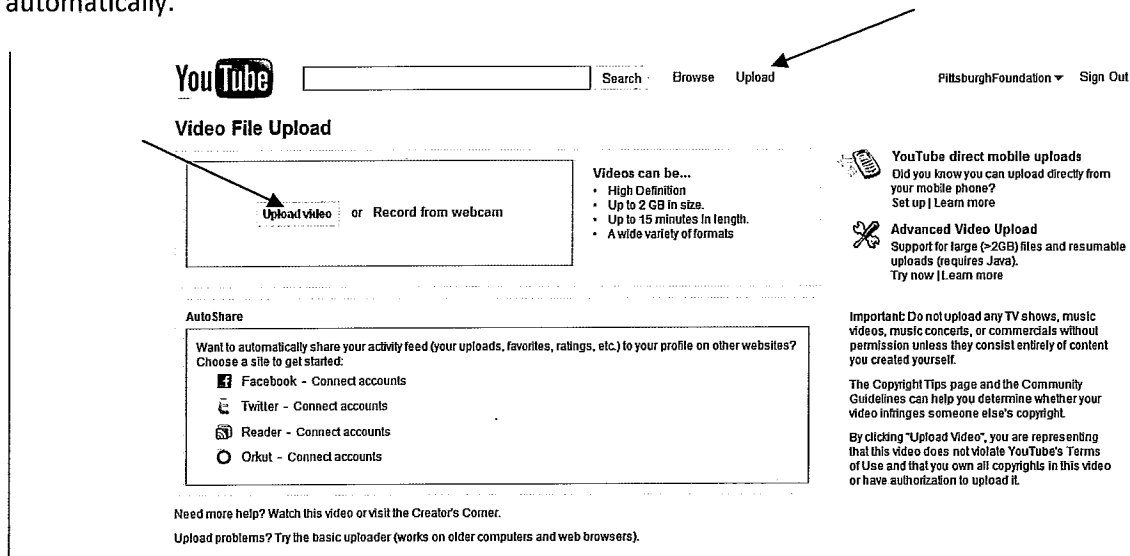 automatically.
YouTube Search Browse Upload PittsburghFoundation Sign Out
Video File Upload
Upload video or Record from webcam
Videos can be...
• High Definition
• Up to 2 GB in size.
• Up to 15 minutes in length.
• A wide variety of formats
YouTube direct mobile uploads
Did you know you can upload directly from
your mobile phone?
Set up | Learn more
Advanced Video Upload
Support for large (>2GB) files and resumable
uploads (requires Java).
Try now | Learn more
AutoShare
Want to automatically share your activity feed (your uploads, favorites, ratings, etc.) to your profile on other websites?
Choose a site to get started:
Facebook - Connect accounts
Twitter - Connect accounts
Reader - Connect accounts
Orkut - Connect accounts
Important: Do not upload any TV shows, music
videos, music concerts, or commercials without
permission unless they consist entirely of content
you created yourself.
The Copyright Tips page and the Community
Guidelines can help you determine whether your
video infringes someone else's copyright.
By clicking "Upload Video", you are representing
that this video does not violate YouTube's Terms
of Use and that you own all copyrights in this video
or have authorization to upload it.
Need more help? Watch this video or visit the Creator's Corner.
Upload problems? Try the basic uploader (works on older computers and web browsers).